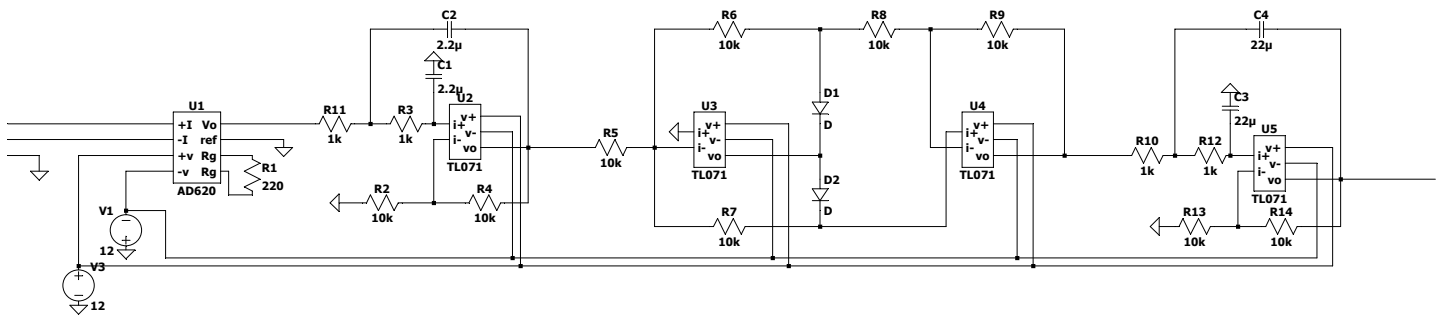 C2
2.2µ
C1
2.2µ
R11
1k
R3
1k
U1
+I
-I
+v
-v
Vo
ref
Rg
Rg
AD620
R1
220
V1
12
V3
12
U2
i+
i-
v+
v-
vo
TL071
R2
10k
R4
10k
R5
10k
R6
10k
R7
10k
U3
i+
i-
v+
v-
vo
TL071
D1
D
D2
D
R8
10k
R9
10k
U4
i+
i-
v+
v-
vo
TL071
R10
1k
R12
1k
C4
22µ
C3
22µ
U5
i+
i-
v+
v-
vo
TL071
R13
10k
R14
10k